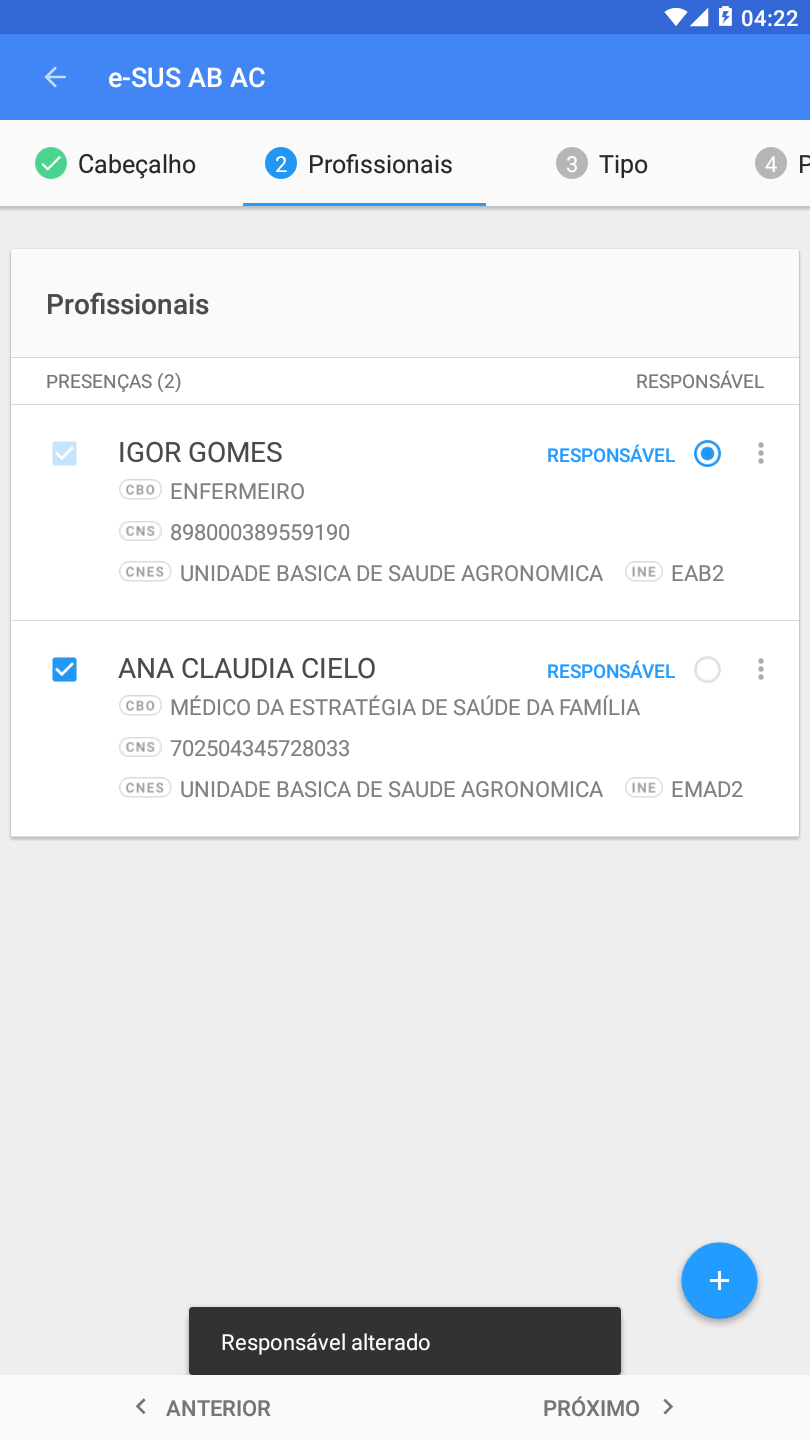 04:22
e-SUS AB AC
Cabeçalho 2 Profissionais 3 Tipo 4 P
Profissionais
PRESENÇAS (2) RESPONSÁVEL
IGOR GOMES RESPONSÁVEL
CBO ENFERMEIRO
CNS 898000389559190
CNES UNIDADE BASICA DE SAUDE AGRONOMICA INE EAB2
ANA CLAUDIA CIELO RESPONSÁVEL
CBO MÉDICO DA ESTRATÉGIA DE SAÚDE DA FAMÍLIA
CNS 702504345728033
CNES UNIDADE BASICA DE SAUDE AGRONOMICA INE EMAD2
Responsável alterado
ANTERIOR PRÓXIMO